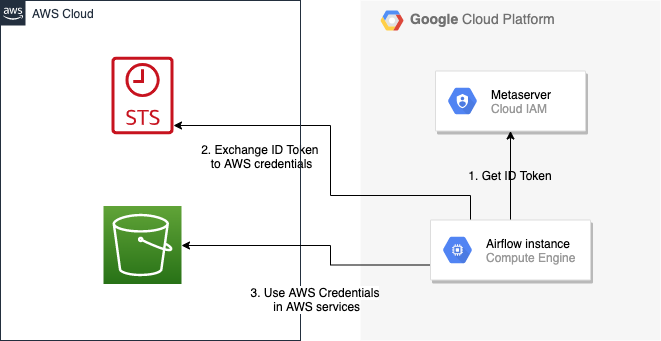 aws
AWS Cloud
Google Cloud Platform
STS
Metaserver
Cloud IAM
2. Exchange ID Token
to AWS credentials
1. Get ID Token
Airflow instance
Compute Engine
3. Use AWS Credentials
in AWS services